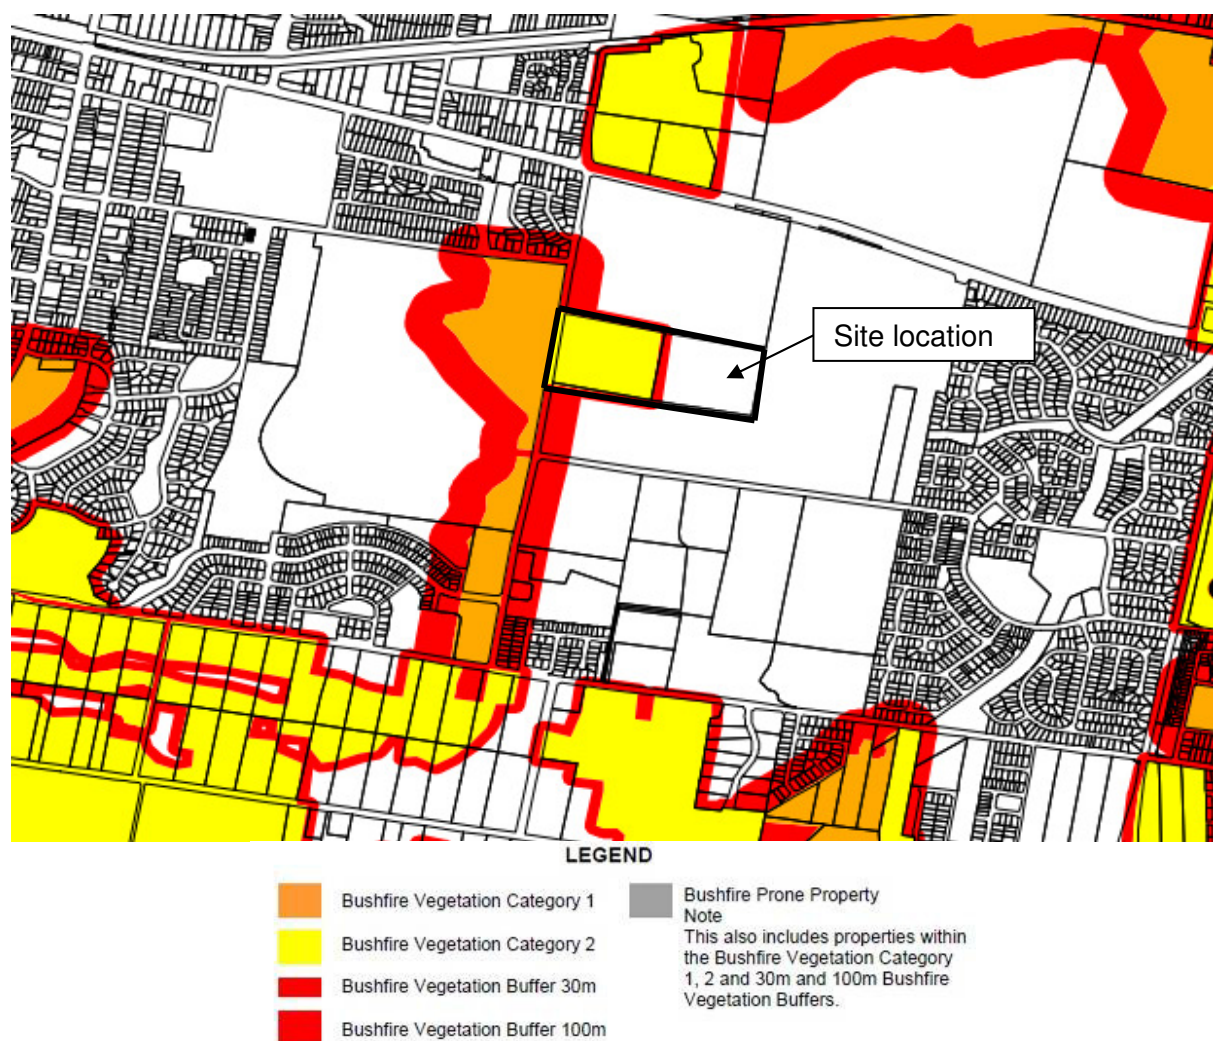 Site location
LEGEND
Bushfire Vegetation Category 1
Bushfire Vegetation Category 2
Bushfire Vegetation Buffer 30m
Bushfire Vegetation Buffer 100m
Bushfire Prone Property
Note
This also includes properties within
the Bushfire Vegetation Category
1, 2 and 30m and 100m Bushfire
Vegetation Buffers.